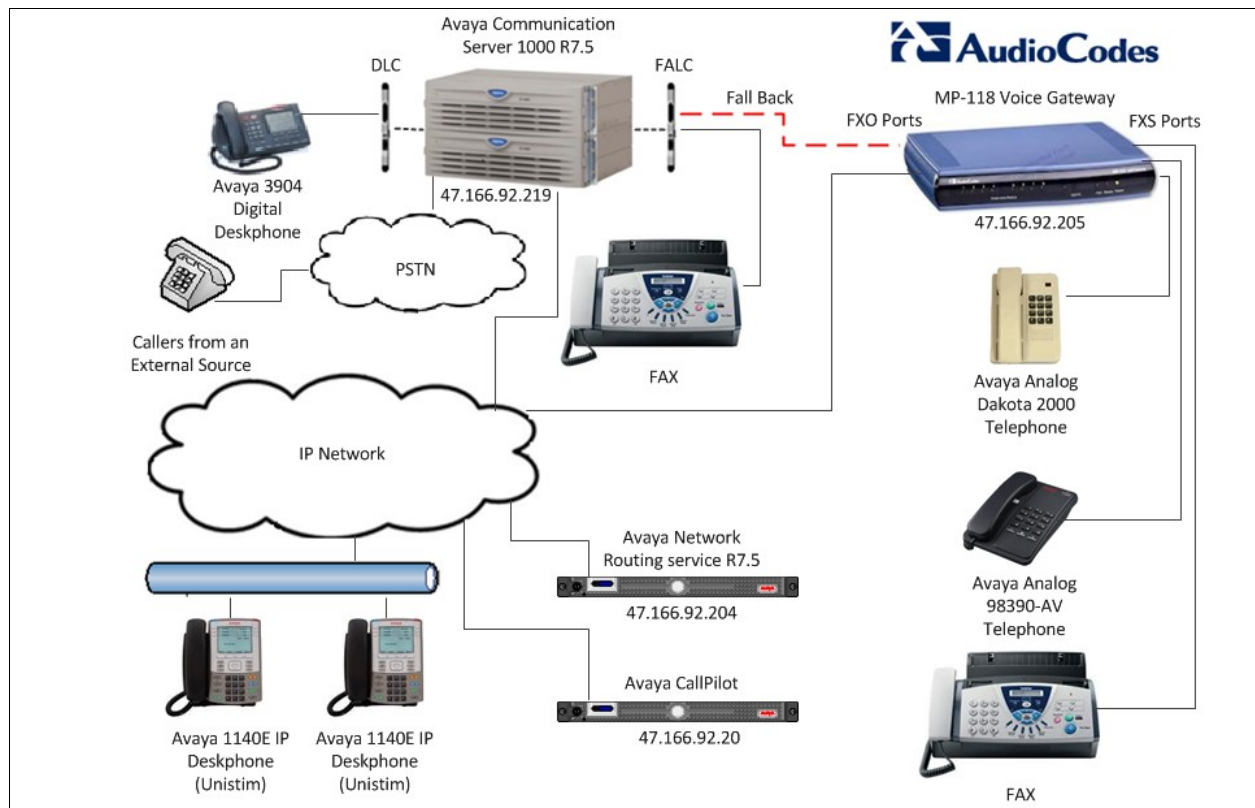 Avaya Communication
Server 1000 R7.5
AudioCodes
DLC
FALC
Fall Back
MP-118 Voice Gateway
FXO Ports
FXS Ports
Avaya 3904
Digital
Deskphone
47.166.92.219
47.166.92.205
PSTN
Callers from an
External Source
FAX
Avaya Analog
Dakota 2000
Telephone
IP Network
Avaya Network
Routing service R7.5
47.166.92.204
Avaya Analog
98390-AV
Telephone
Avaya CallPilot
47.166.92.20
Avaya 1140E IP
Deskphone
(Unistim)
Avaya 1140E IP
Deskphone
(Unistim)
FAX